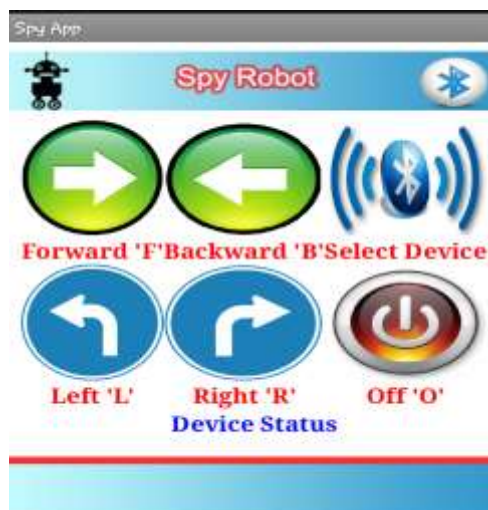 Spy App
Spy Robot
Forward 'F'Backward 'B'Select Device
Left 'L' Right 'R' Off 'O'
Device Status